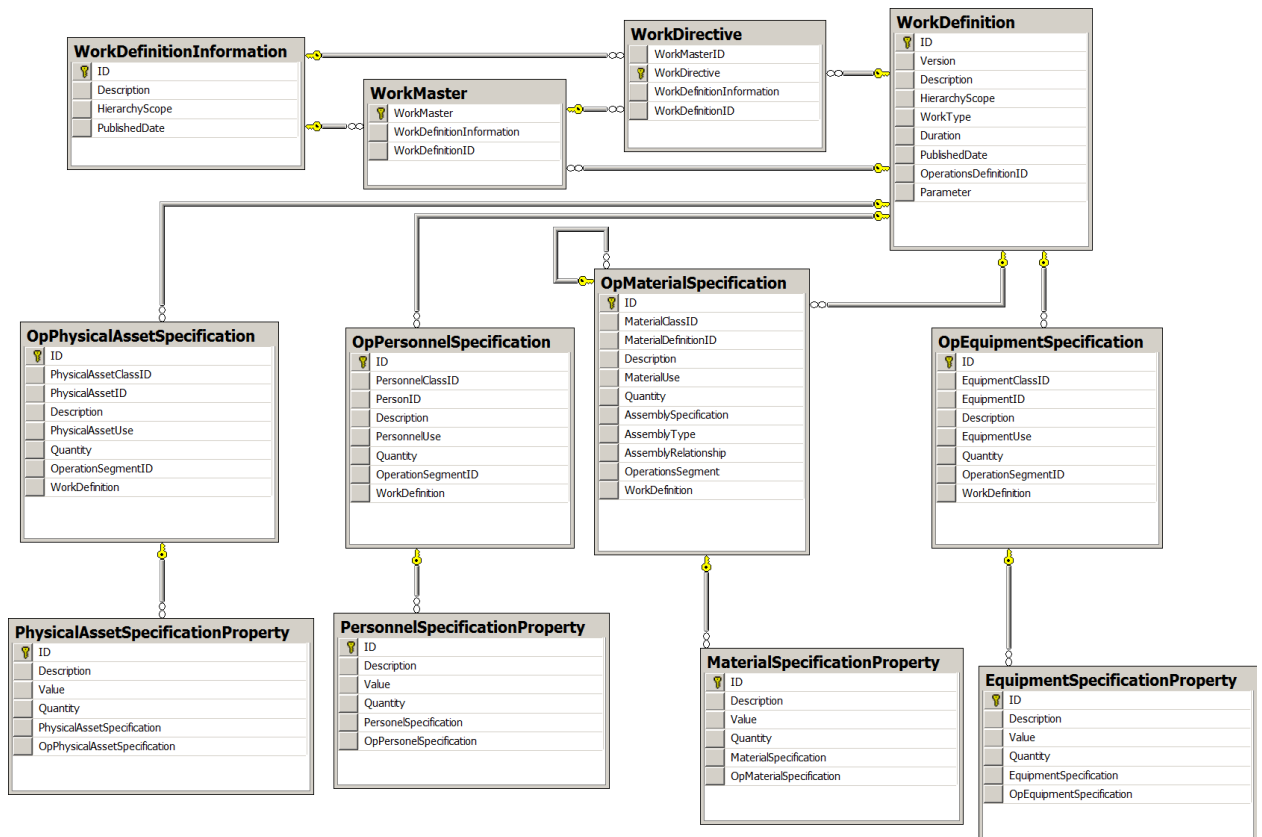 WorkDefinitionInformation
ID
Description
HierarchyScope
PublishedDate
WorkMaster
WorkMaster
WorkDefinitionInformation
WorkDefinitionID
WorkDirective
WorkMasterID
WorkDirective
WorkDefinitionInformation
WorkDefinitionID
WorkDefinition
ID
Version
Description
HierarchyScope
WorkType
Duration
PublishedDate
OperationsDefinitionID
Parameter
OpPhysicalAssetSpecification
ID
PhysicalAssetClassID
PhysicalAssetID
Description
PhysicalAssetUse
Quantity
OperationSegmentID
WorkDefinition
OpPersonnelSpecification
ID
PersonnelClassID
PersonID
Description
PersonnelUse
Quantity
OperationSegmentID
WorkDefinition
OpMaterialSpecification
ID
MaterialClassID
MaterialDefinitionID
Description
MaterialUse
Quantity
AssemblySpecification
AssemblyType
AssemblyRelationship
OperationsSegment
WorkDefinition
OpEquipmentSpecification
ID
EquipmentClassID
EquipmentID
Description
EquipmentUse
Quantity
OperationSegmentID
WorkDefinition
PhysicalAssetSpecificationProperty
ID
Description
Value
Quantity
PhysicalAssetSpecification
OpPhysicalAssetSpecification
PersonnelSpecificationProperty
ID
Description
Value
Quantity
PersonelSpecification
OpPersonelSpecification
MaterialSpecificationProperty
ID
Description
Value
Quantity
MaterialSpecification
OpMaterialSpecification
EquipmentSpecificationProperty
ID
Description
Value
Quantity
EquipmentSpecification
OpEquipmentSpecification